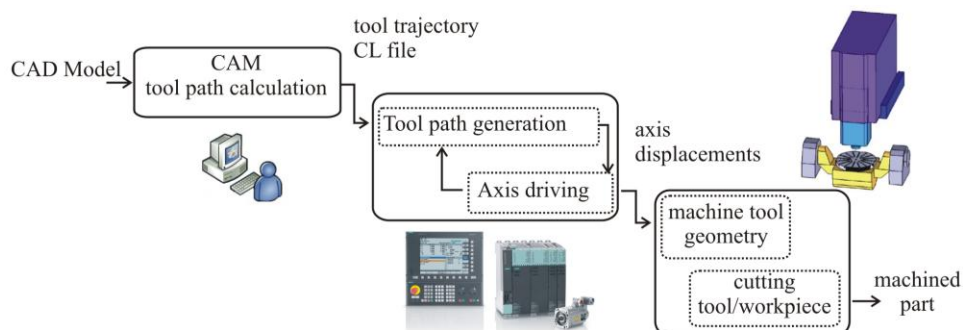 CAD Model
CAM
tool path calculation
tool trajectory
CL file
Tool path generation
Axis driving
axis
displacements
machine tool
geometry
cutting
tool/workpiece
machined
part